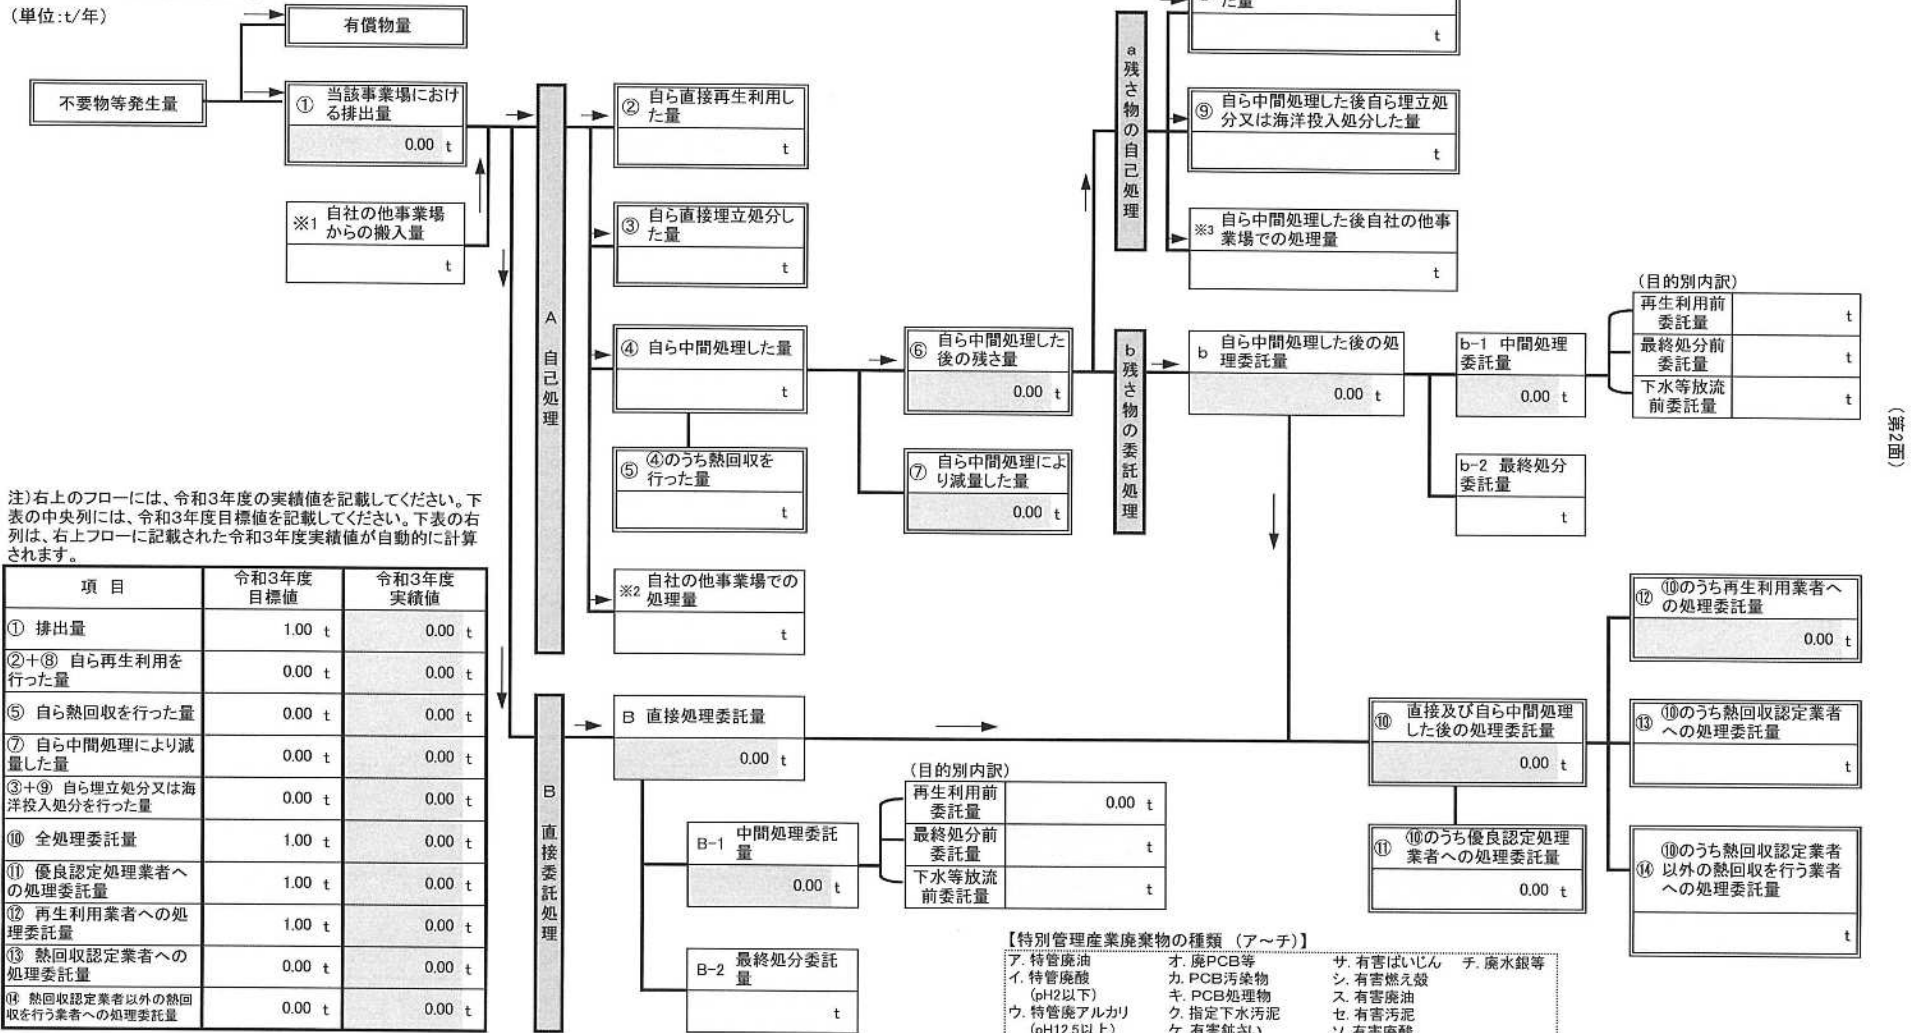 (単位:t/年)
有償物量
不要物等発生量
① 当該事業場におけ
る排出量
0.00 t
※1 自社の他事業場
からの搬入量
t
A 自己処理
② 自ら直接再生利用し
た量
t
③ 自ら直接埋立処分し
た量
t
④ 自ら中間処理した量
t
⑤ ④のうち熱回収を
行った量
t
※2 自社の他事業場での
処理量
t
⑥ 自ら中間処理した
後の残さ量
0.00 t
⑦ 自ら中間処理によ
り減量した量
0.00 t
a 残さ物の自己処理
た量
t
⑨ 自ら中間処理した後自ら埋立処
分又は海洋投入処分した量
t
※3 自ら中間処理した後自社の他事
業場での処理量
t
b 残さ物の委託処理
b 自ら中間処理した後の処
理委託量
0.00 t
b-1 中間処理
委託量
0.00 t
(目的別内訳)
再生利用前
委託量 t
最終処分前
委託量 t
下水等放流
前委託量 t
b-2 最終処分
委託量
t
(第2面)
注)右上のフローには、令和3年度の実績値を記載してください。下
表の中央列には、令和3年度目標値を記載してください。下表の右
列は、右上フローに記載された令和3年度実績値が自動的に計算
されます。
項 目 令和3年度 目標値 令和3年度 実績値
① 排出量 1.00 t 0.00 t
②+⑧ 自ら再生利用を
行った量 0.00 t 0.00 t
⑤ 自ら熱回収を行った量 0.00 t 0.00 t
⑦ 自ら中間処理により減
量した量 0.00 t 0.00 t
③+⑨ 自ら埋立処分又は海
洋投入処分を行った量 0.00 t 0.00 t
⑩ 全処理委託量 1.00 t 0.00 t
⑪ 優良認定処理業者へ
の処理委託量 1.00 t 0.00 t
⑫ 再生利用業者への処
理委託量 1.00 t 0.00 t
⑬ 熱回収認定業者への
処理委託量 0.00 t 0.00 t
⑭ 熱回収認定業者以外の熱回
収を行う業者への処理委託量 0.00 t 0.00 t
B 直接委託処理
B 直接処理委託量
0.00 t
B-1 中間処理委託
量
0.00 t
(目的別内訳)
再生利用前
委託量 0.00 t
最終処分前
委託量 t
下水等放流
前委託量 t
B-2 最終処分委託
量
t
⑩ 直接及び自ら中間処理
した後の処理委託量
0.00 t
⑪ ⑩のうち優良認定処理
業者への処理委託量
0.00 t
⑫ ⑩のうち再生利用業者へ
の処理委託量
0.00 t
⑬ ⑩のうち熱回収認定業者
への処理委託量
t
⑭ ⑩のうち熱回収認定業者
以外の熱回収を行う業者
への処理委託量
t
【特別管理産業廃棄物の種類 (ア～チ)】
ア. 特管廃油 オ. 廃PCB等 サ. 有害ばいじん チ. 廃水銀等
イ. 特管廃酸 カ. PCB汚染物 シ. 有害燃え殻
(pH2以下) キ. PCB処理物 ス. 有害廃油
ウ. 特管廃アルカリ ク. 指定下水汚泥 セ. 有害汚泥
(pH12.5以上) ケ. 有害鉱さい ソ. 有害廃酸